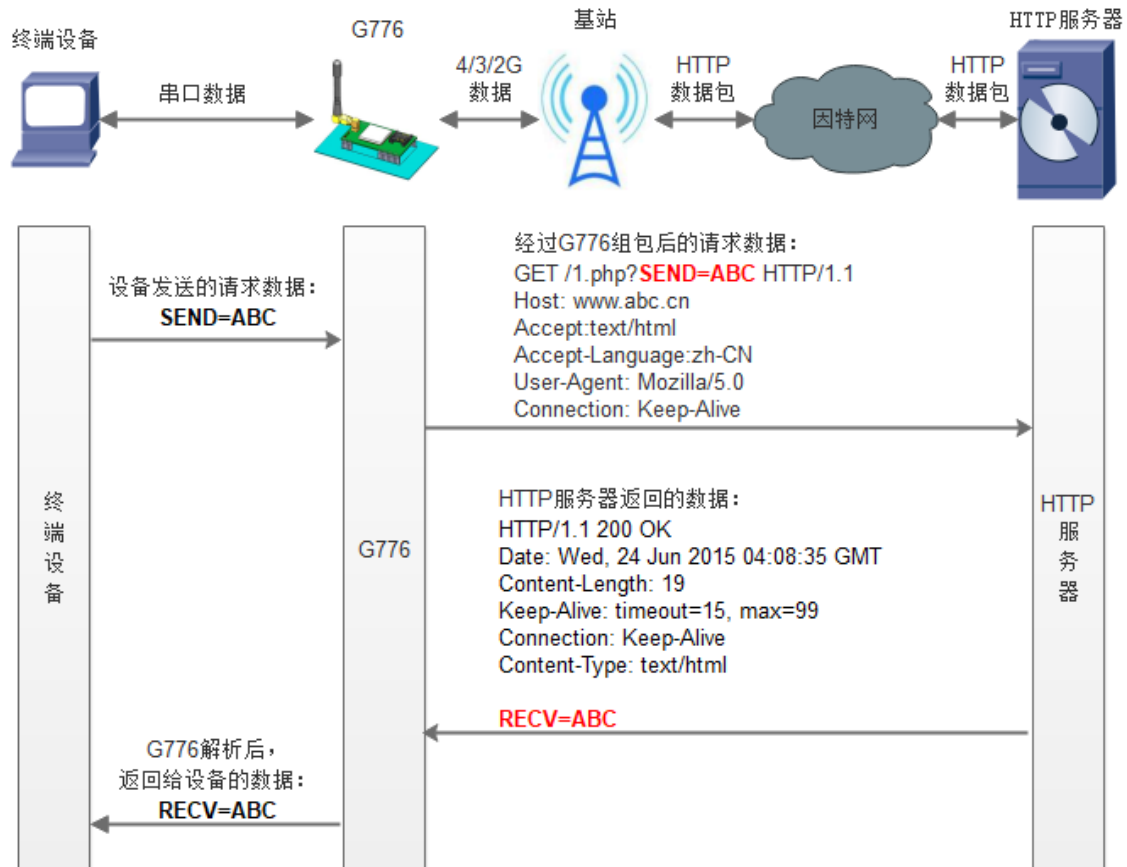 终端设备
G776
基站
HTTP服务器
串口数据
4/3/2G
数据
HTTP
数据包
因特网
HTTP
数据包
设备发送的请求数据：
SEND=ABC
经过G776组包后的请求数据：
GET /1.php?SEND=ABC HTTP/1.1
Host: www.abc.cn
Accept:text/html
Accept-Language:zh-CN
User-Agent: Mozilla/5.0
Connection: Keep-Alive
终
端
设
备
G776
HTTP
服
务
器
HTTP服务器返回的数据：
HTTP/1.1 200 OK
Date: Wed, 24 Jun 2015 04:08:35 GMT
Content-Length: 19
Keep-Alive: timeout=15, max=99
Connection: Keep-Alive
Content-Type: text/html
RECV=ABC
G776解析后，
返回给设备的数据：
RECV=ABC